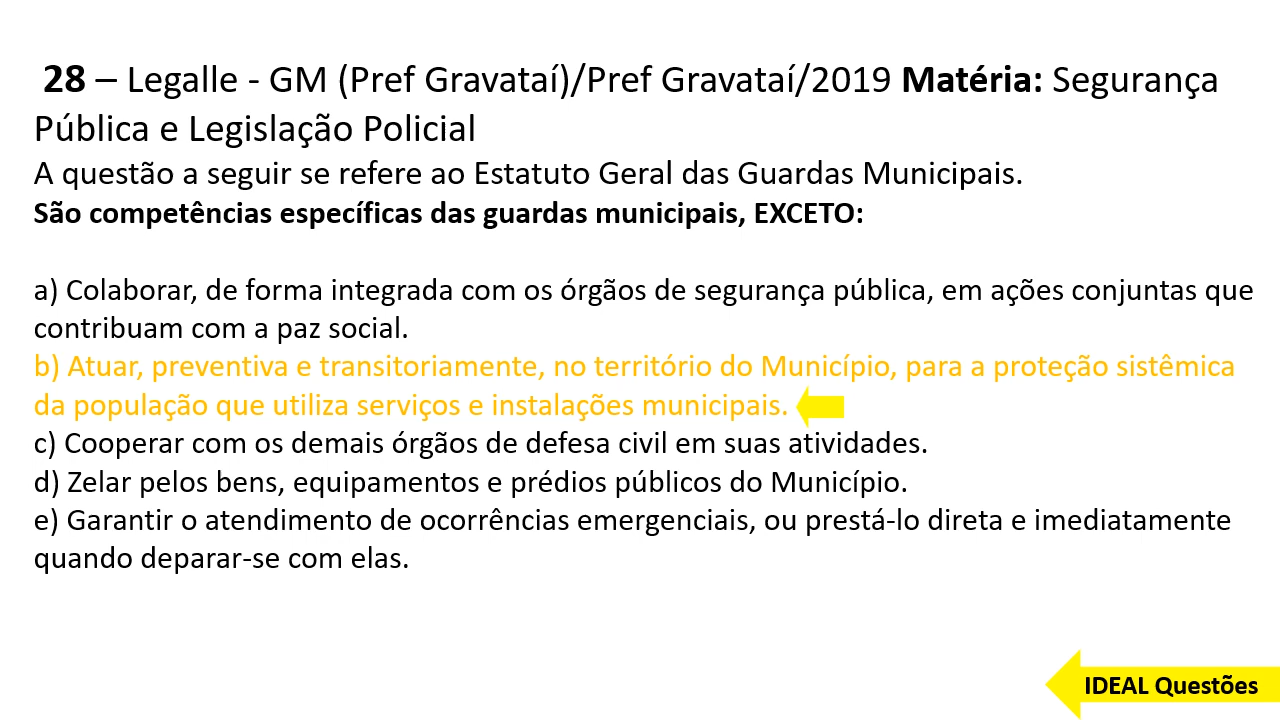 28 – Legalle - GM (Pref Gravataí)/Pref Gravataí/2019 Matéria: Segurança
Pública e Legislação Policial
A questão a seguir se refere ao Estatuto Geral das Guardas Municipais.
São competências específicas das guardas municipais, EXCETO:
a) Colaborar, de forma integrada com os órgãos de segurança pública, em ações conjuntas que
contribuam com a paz social.
b) Atuar, preventiva e transitoriamente, no território do Município, para a proteção sistêmica
da população que utiliza serviços e instalações municipais.
c) Cooperar com os demais órgãos de defesa civil em suas atividades.
d) Zelar pelos bens, equipamentos e prédios públicos do Município.
e) Garantir o atendimento de ocorrências emergenciais, ou prestá-lo direta e imediatamente
quando deparar-se com elas.
IDEAL Questões